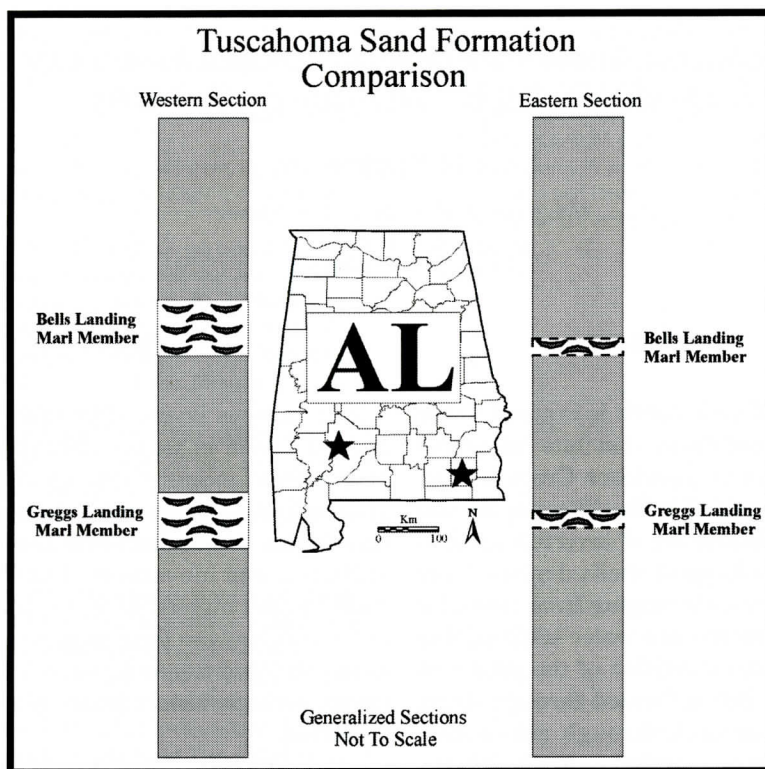 Tuscahoma Sand Formation
Comparison
Western Section
Eastern Section
Bells Landing
Marl Member
Greggs Landing
Marl Member
AL
Km
0 100
N
Bells Landing
Marl Member
Greggs Landing
Marl Member
Generalized Sections
Not To Scale